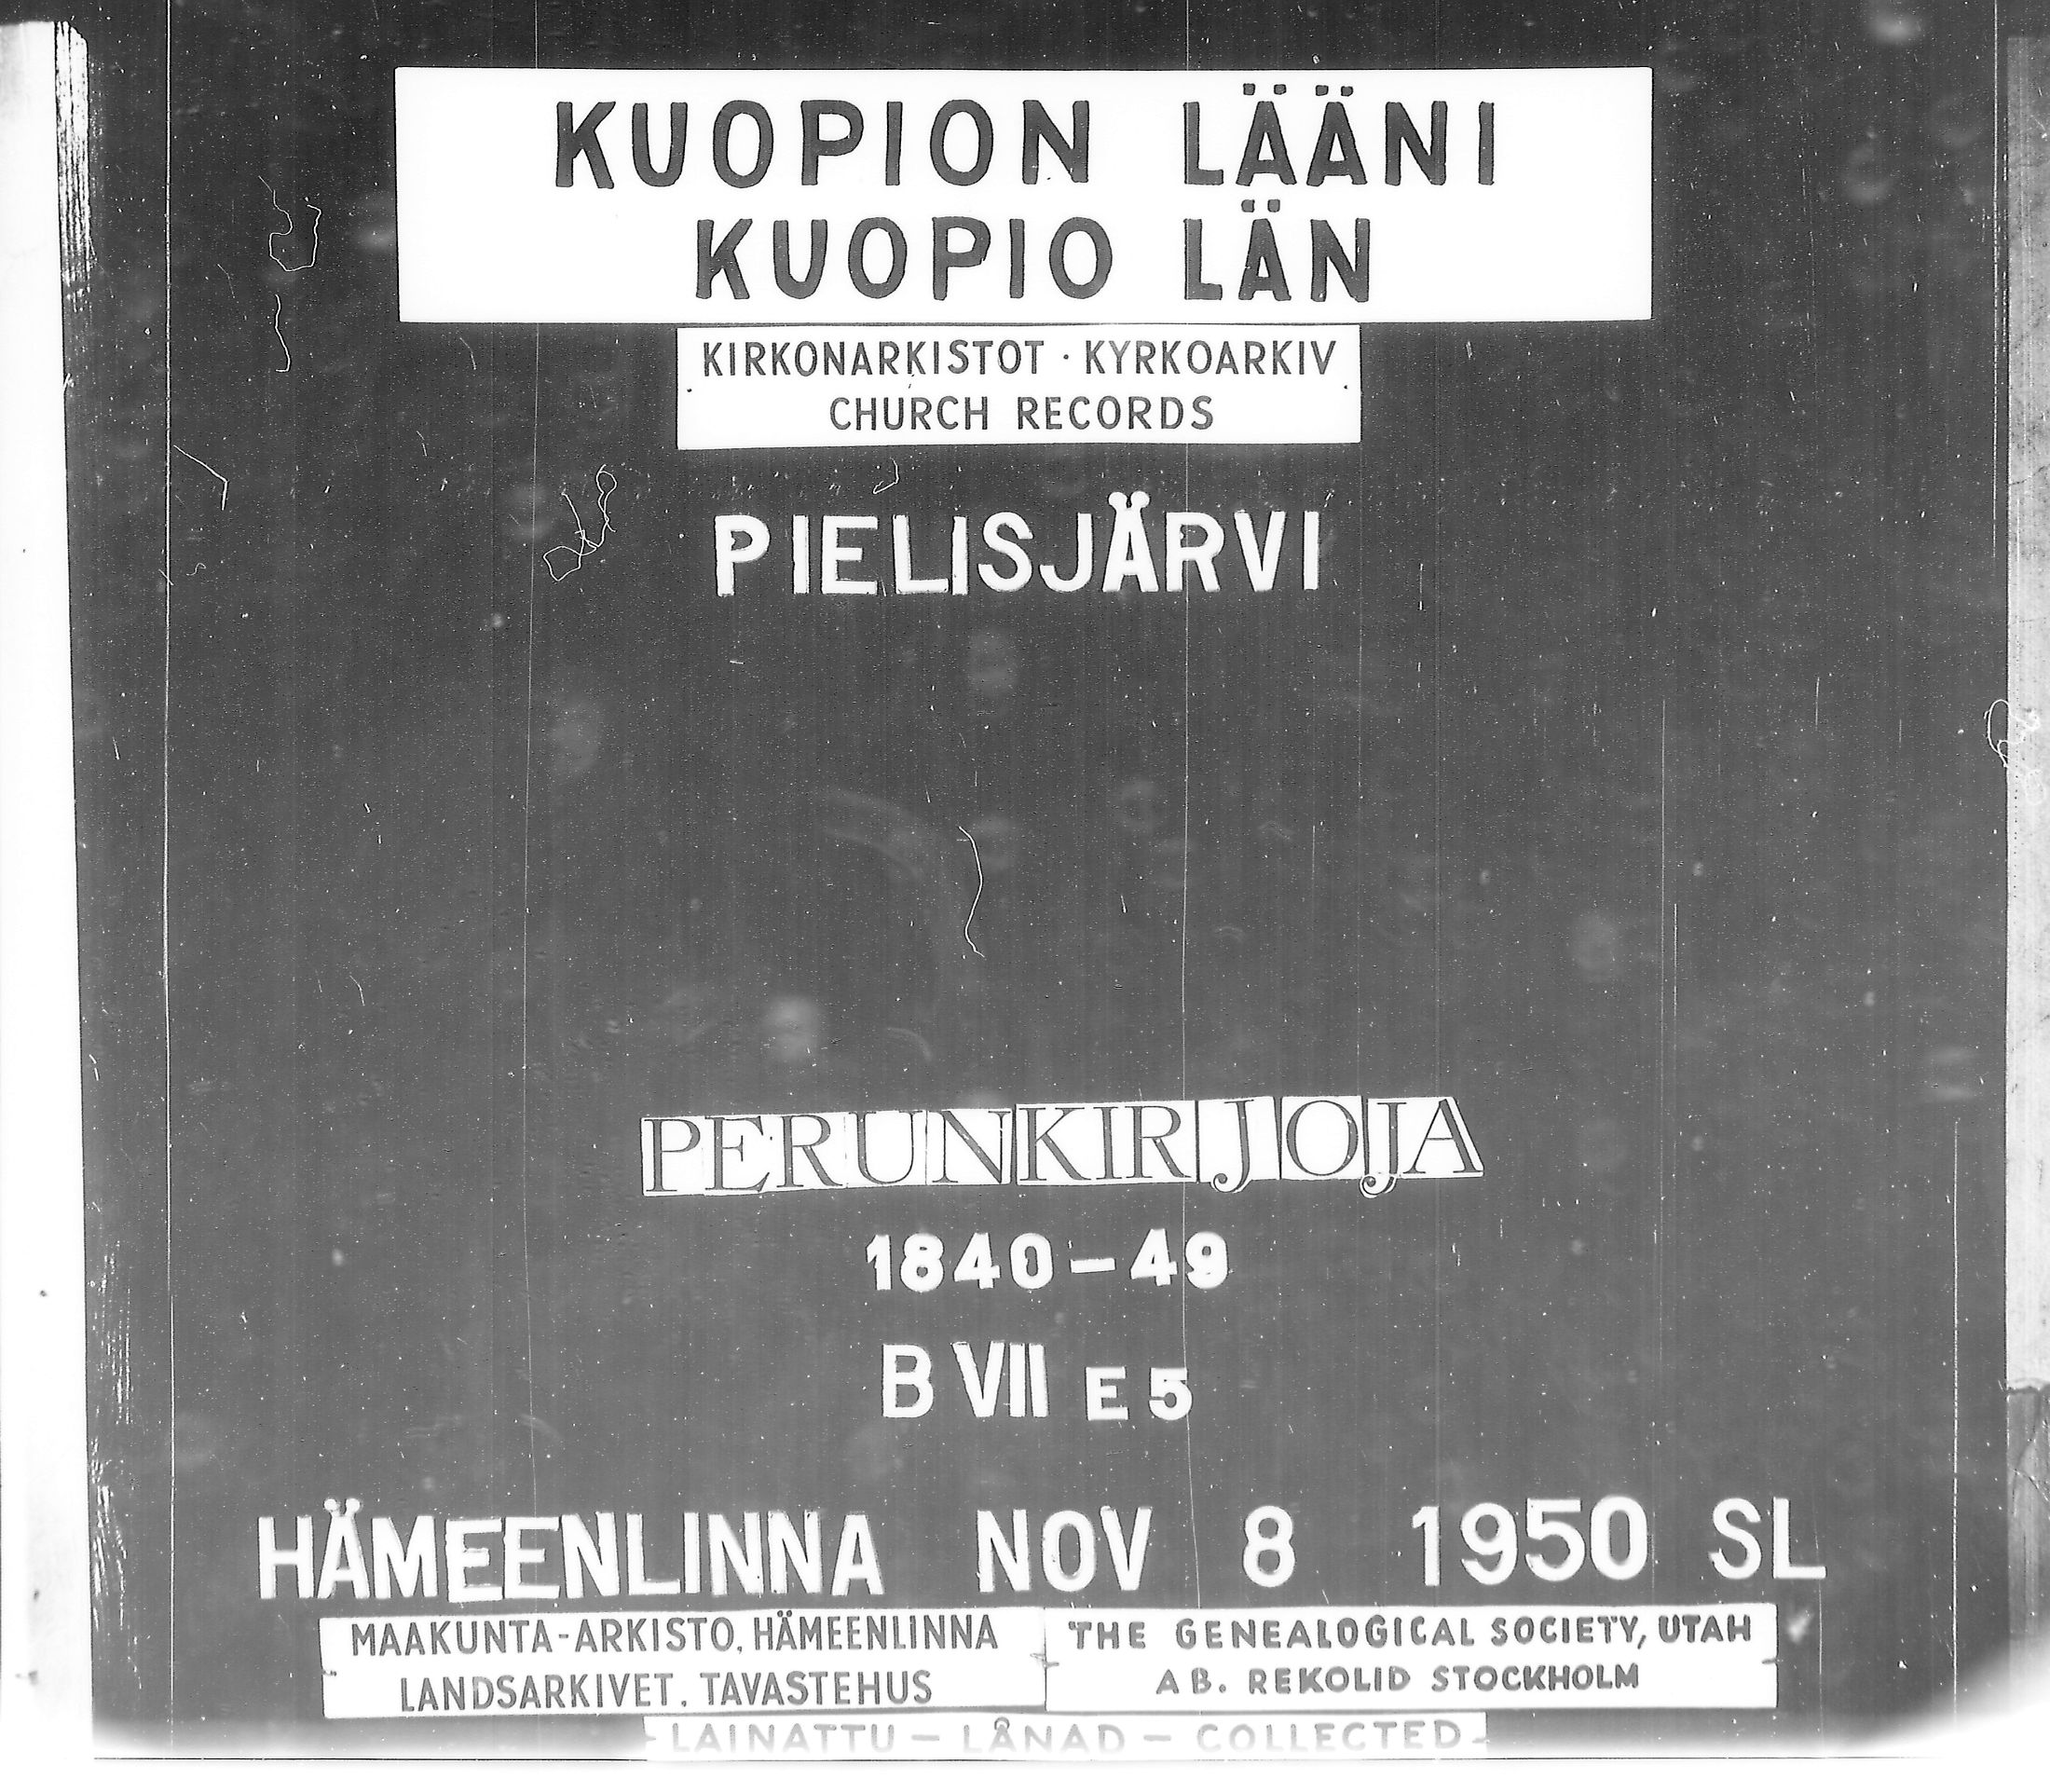 KUOPION LÄÄNI
KUOPIO LÄN
KIRKONARKISTOT · KYRKOARKIV
CHURCH RECORDS
PIELISJÄRVI
PERUNKIRJOJA
1840-49
B VII E5
HÄMEENLINNA NOV 8 1950 SL
MAAKUNTA-ARKISTO, HÄMEENLINNA
LANDSARKIVET. TAVASTEHUS
THE GENEALOGICAL SOCIETY, UTAH
AB. REKOLID STOCKHOLM
LAINATTU - LÅNAD - COLLECTED